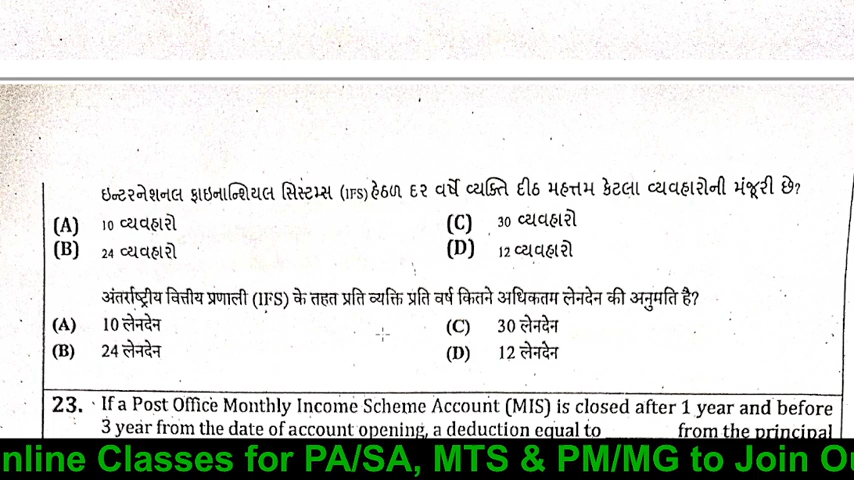 ઇન્ટરનેશનલ ફાઇનાન્શિયલ સિસ્ટમ્સ (IFS) હેઠળ દર વર્ષે વ્યક્તિ દીઠ મહત્તમ કેટલા વ્યવહારોની મંજૂરી છે?
(A) 10 વ્યવહારો (C) 30 વ્યવહારો
(B) 24 વ્યવહારો (D) 12 વ્યવહારો
अंतर्राष्ट्रीय वित्तीय प्रणाली (IFS) के तहत प्रति व्यक्ति प्रति वर्ष कितने अधिकतम लेनदेन की अनुमति है?
(A) 10 लेनदेन (C) 30 लेनदेन
(B) 24 लेनदेन (D) 12 लेनदेन
23. If a Post Office Monthly Income Scheme Account (MIS) is closed after 1 year and before
3 year from the date of account opening, a deduction equal to ______ from the principal
nline Classes for PA/SA, MTS & PM/MG to Join Ou